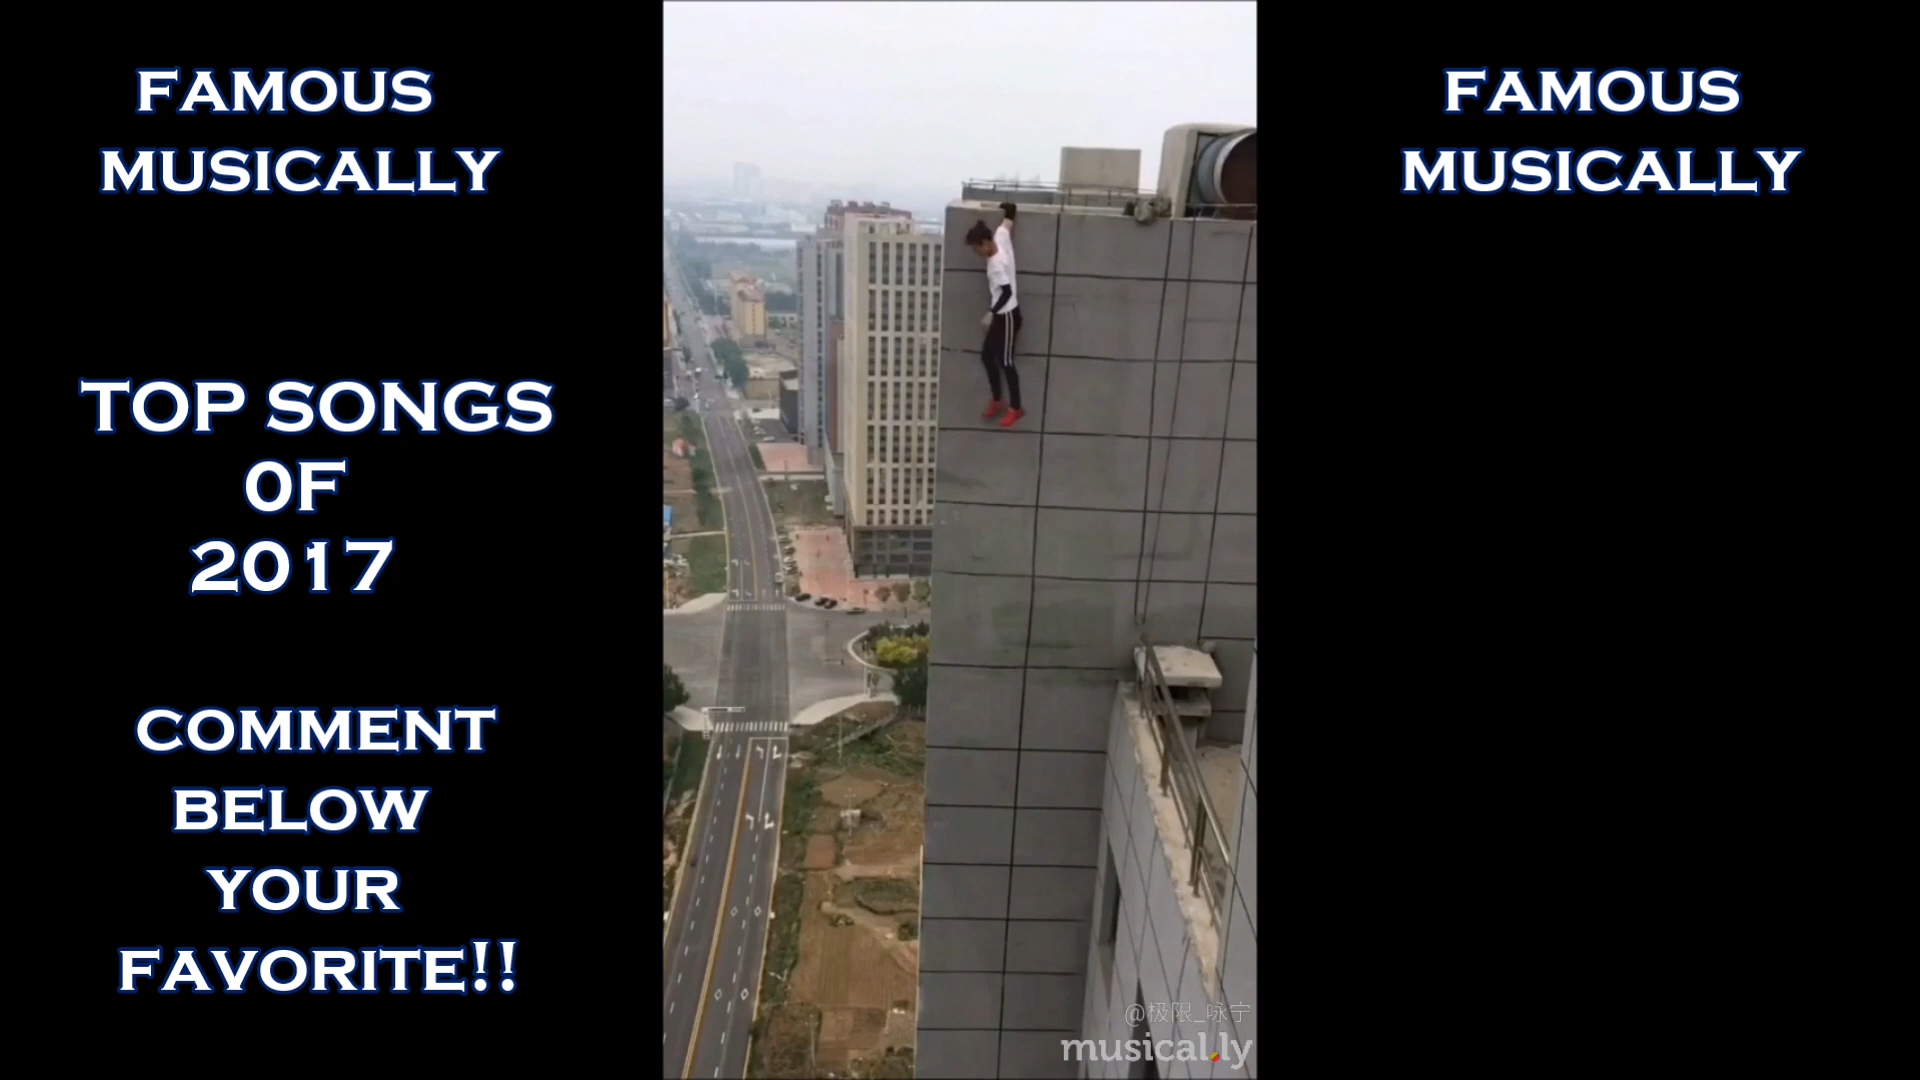 FAMOUS
MUSICALLY
TOP SONGS
0F
2017
COMMENT
BELOW
YOUR
FAVORITE!!
FAMOUS
MUSICALLY
@极限_咏宁
musical.ly